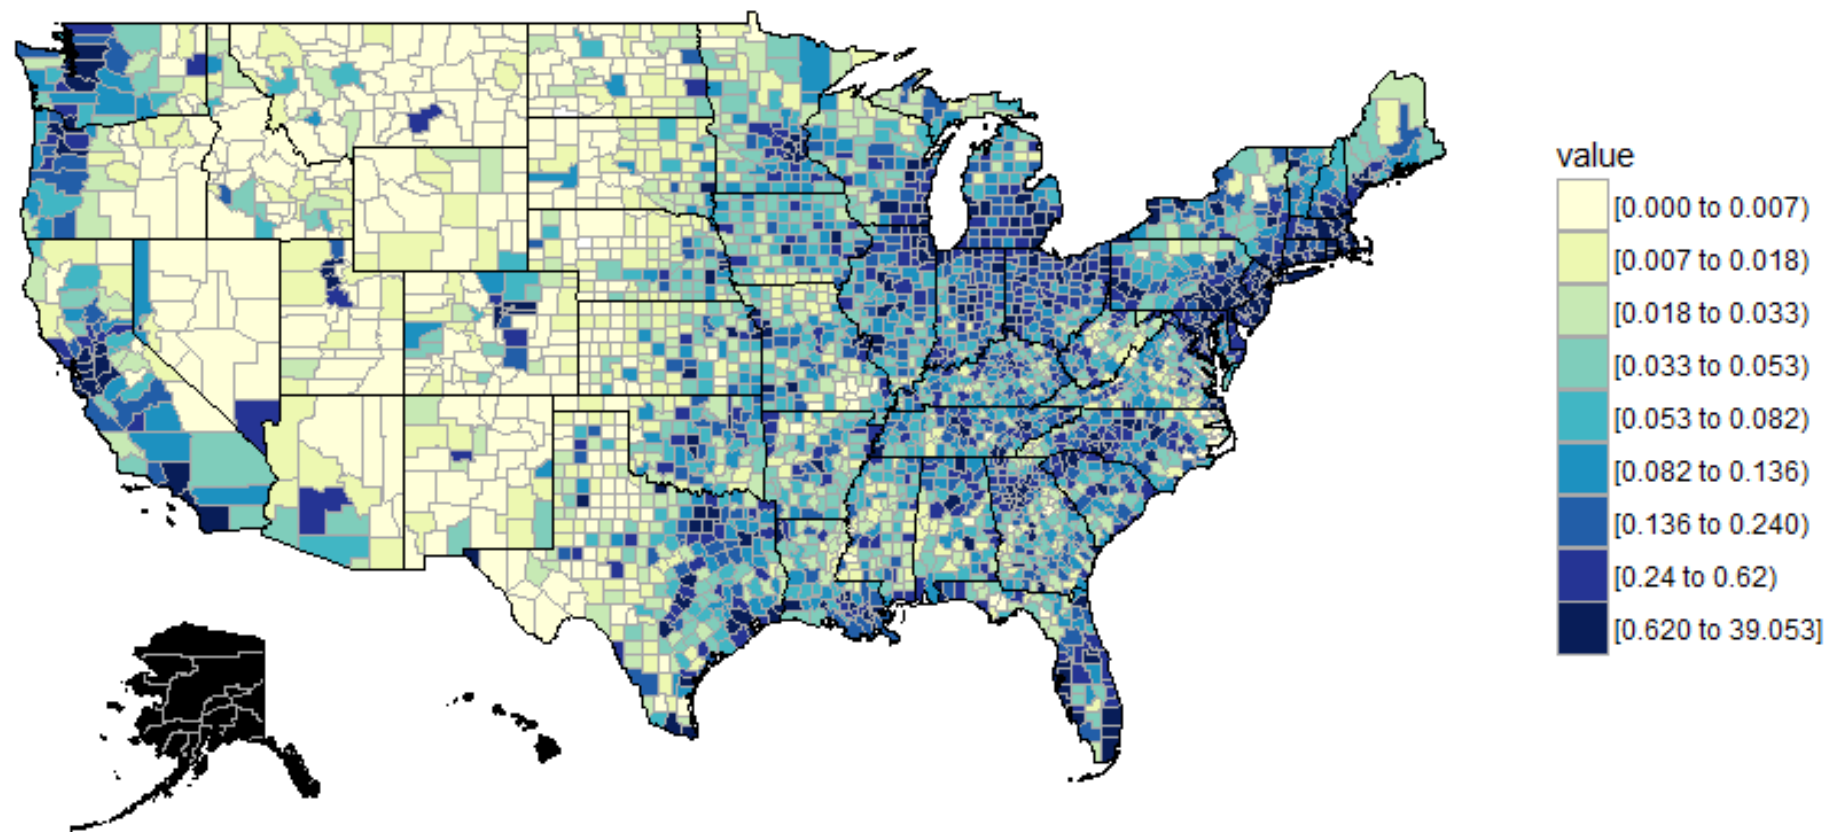 value
[0.000 to 0.007)
[0.007 to 0.018)
[0.018 to 0.033)
[0.033 to 0.053)
[0.053 to 0.082)
[0.082 to 0.136)
[0.136 to 0.240)
[0.24 to 0.62)
[0.620 to 39.053]